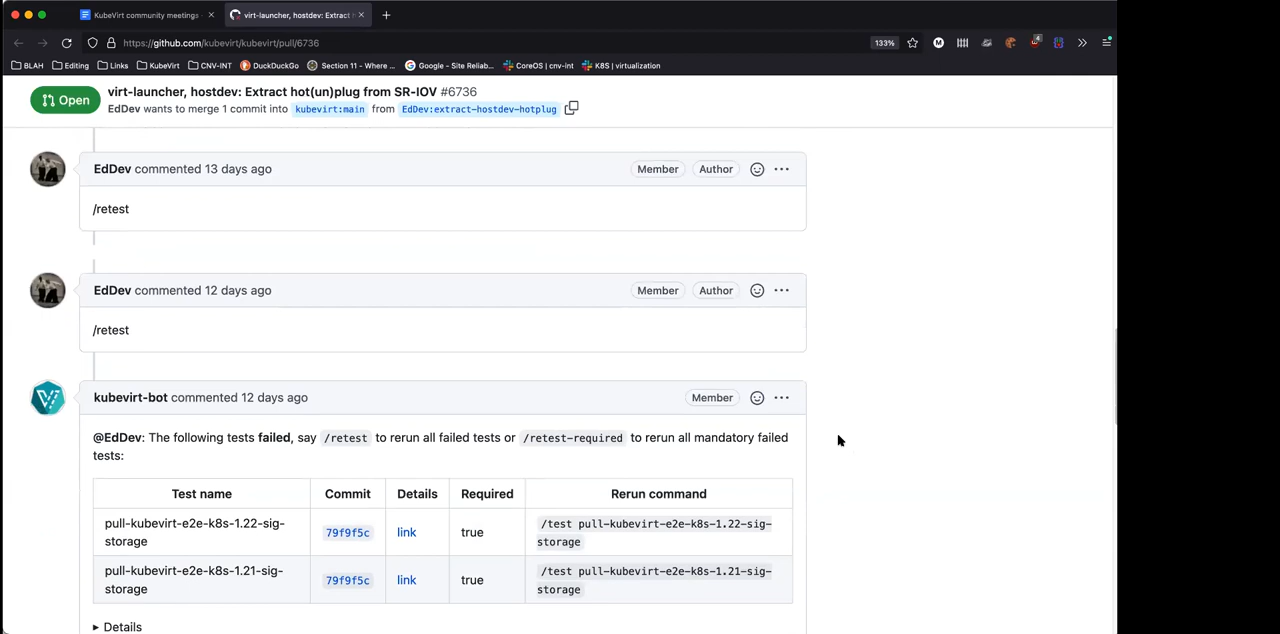 KubeVirt community meetings -
virt-launcher, hostdev: Extract h
https://github.com/kubevirt/kubevirt/pull/6736
133%
BLAH
Editing
Links
KubeVirt
CNV-INT
DuckDuckGo
Section 11 - Where ...
Google - Site Reliab...
CoreOS | cnv-int
K8S | virtualization
Open
virt-launcher, hostdev: Extract hot(un)plug from SR-IOV #6736
EdDev wants to merge 1 commit into kubevirt:main from EdDev:extract-hostdev-hotplug
EdDev commented 13 days ago
Member
Author
/retest
EdDev commented 12 days ago
Member
Author
/retest
kubevirt-bot commented 12 days ago
Member
@EdDev: The following tests failed, say /retest to rerun all failed tests or /retest-required to rerun all mandatory failed
tests:
Test name Commit Details Required Rerun command
pull-kubevirt-e2e-k8s-1.22-sig-
storage
79f9f5c link true
/test pull-kubevirt-e2e-k8s-1.22-sig-
storage
pull-kubevirt-e2e-k8s-1.21-sig-
storage
79f9f5c link true
/test pull-kubevirt-e2e-k8s-1.21-sig-
storage
Details